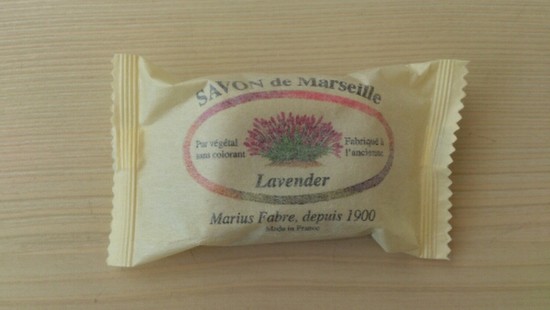 SAVON de Marseille
Pur végétal
sans colorant
Fabriqué à
l'ancienne
Lavender
Marius Fabre, depuis 1900
Made in France